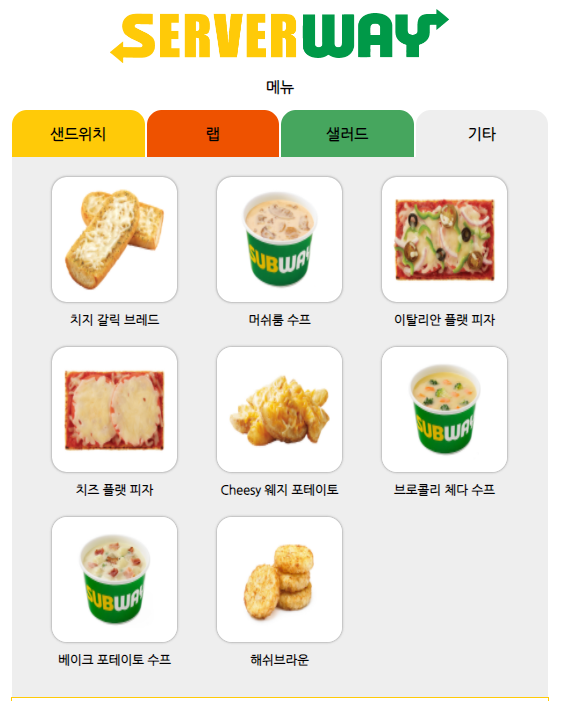 SERVERWAY
메뉴
샌드위치 랩 샐러드 기타
SUBWAY
치지 갈릭 브레드 머쉬룸 수프 이탈리안 플랫 피자
SUBWAY
치즈 플랫 피자 Cheesy 웨지 포테이토 브로콜리 체다 수프
SUBWAY
베이크 포테이토 수프 해쉬브라운